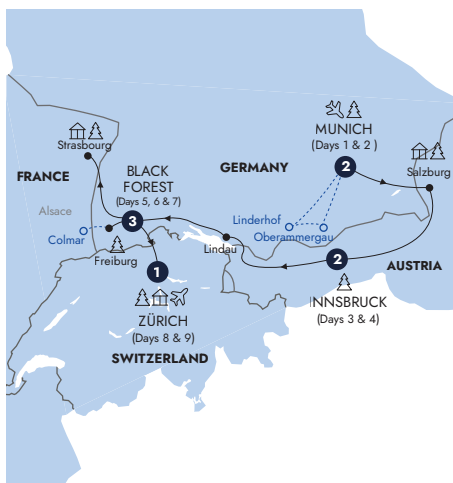 MUNICH
(Days 1 & 2 )
2
Strasbourg
FRANCE
BLACK
FOREST
(Days 5, 6 & 7)
GERMANY
Salzburg
Alsace
Colmar
3
Freiburg
Linderhof
Oberammergau
Lindau
2
AUSTRIA
INNSBRUCK
(Days 3 & 4)
1
ZÜRICH
(Days 8 & 9)
SWITZERLAND